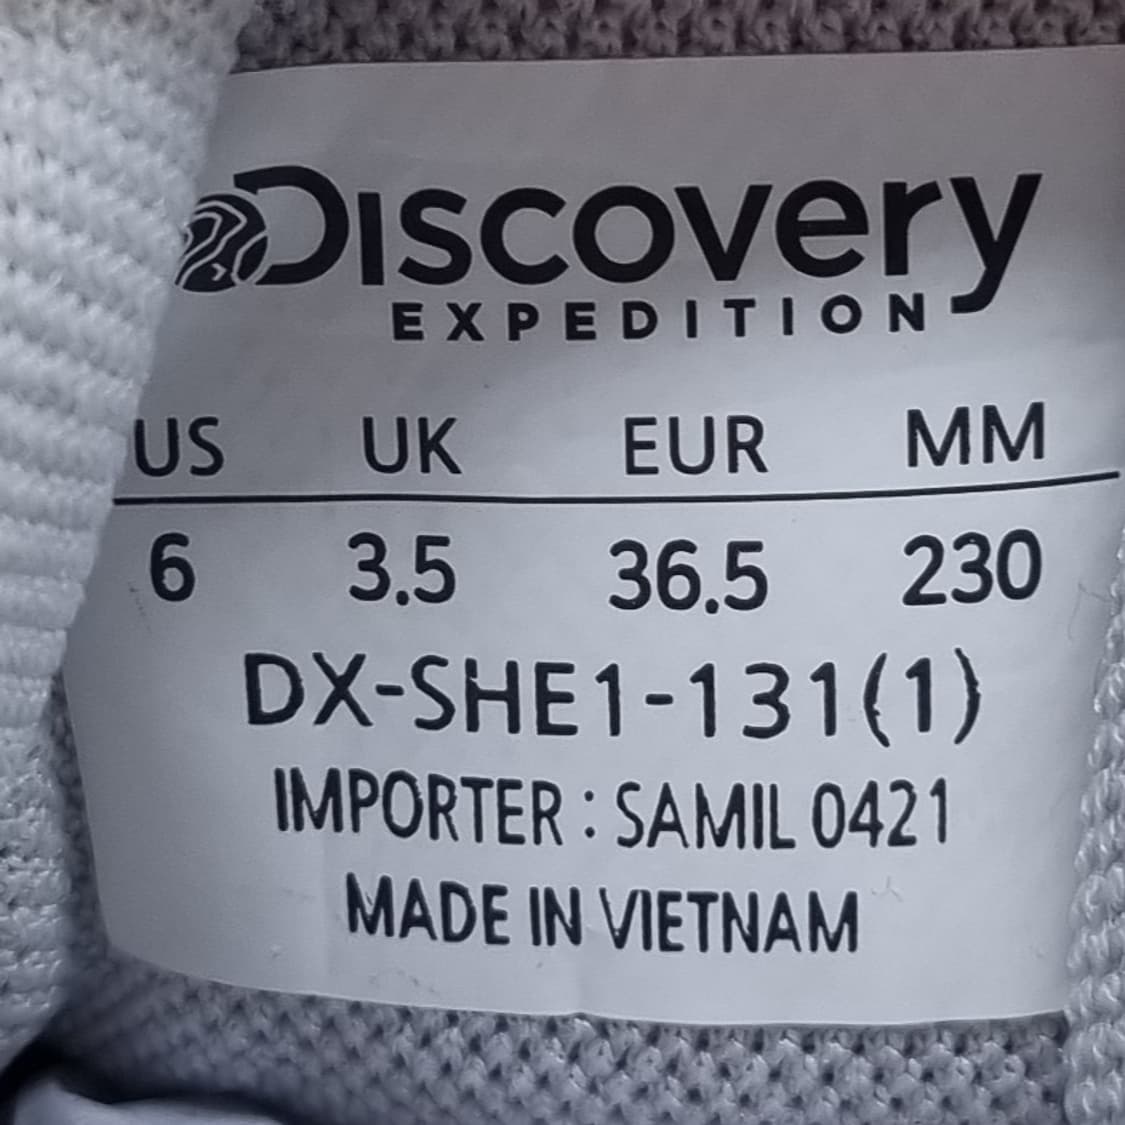 Discovery
EXPEDITION
US UK EUR MM
6 3.5 36.5 230
DX-SHE1-131(1)
IMPORTER : SAMIL 0421
MADE IN VIETNAM